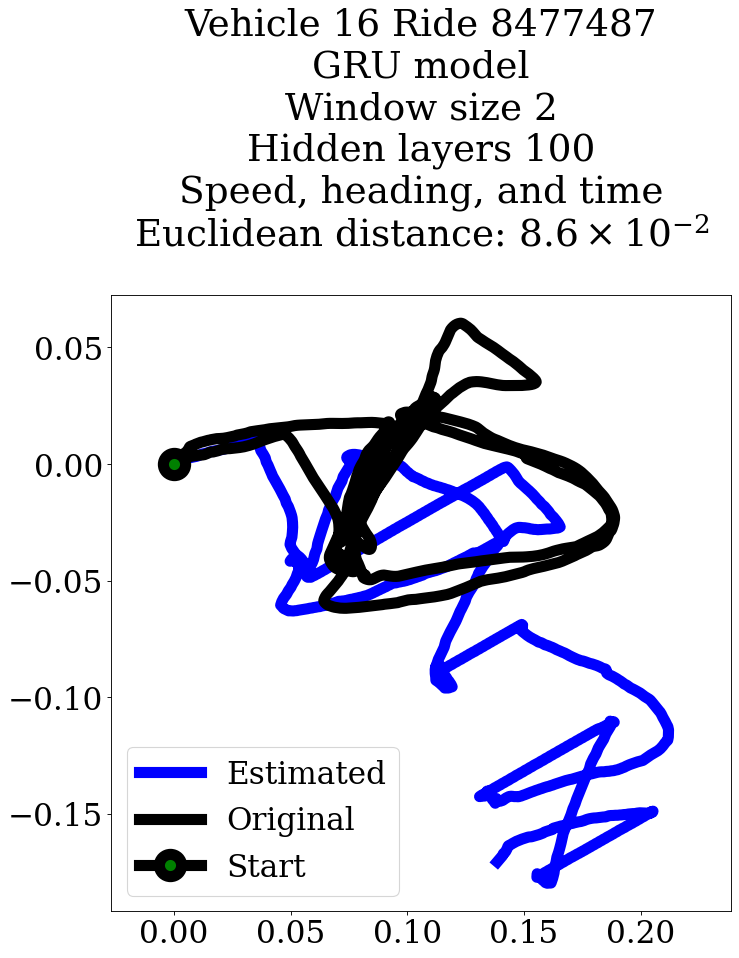 Vehicle 16 Ride 8477487
GRU model
Window size 2
Hidden layers 100
Speed, heading, and time
Euclidean distance: 8.6 × 10⁻²
0.05
0.00
−0.05
−0.10
−0.15
Estimated
Original
Start
0.00 0.05 0.10 0.15 0.20